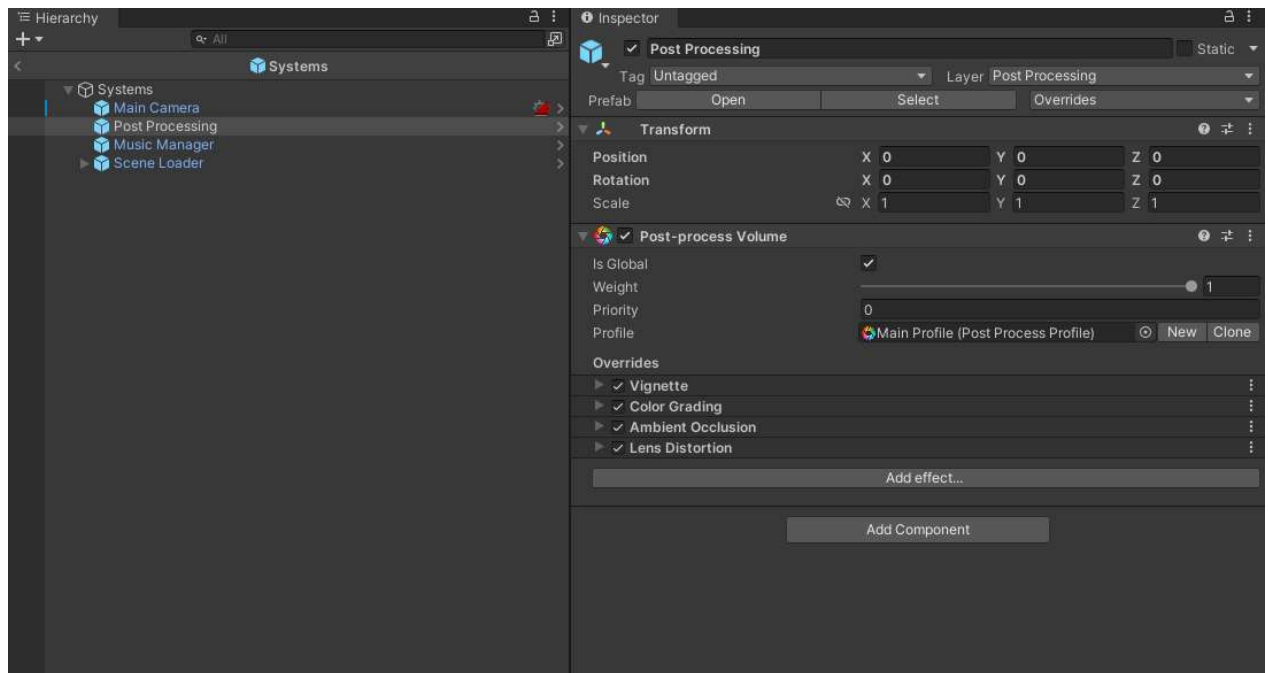 Hierarchy
All
Systems
Systems
Main Camera
Post Processing
Music Manager
Scene Loader
Inspector
Post Processing Static
Tag Untagged Layer Post Processing
Prefab Open Select Overrides
Transform
Position X 0 Y 0 Z 0
Rotation X 0 Y 0 Z 0
Scale X 1 Y 1 Z 1
Post-process Volume
Is Global
Weight 1
Priority 0
Profile Main Profile (Post Process Profile) New Clone
Overrides
Vignette
Color Grading
Ambient Occlusion
Lens Distortion
Add effect...
Add Component